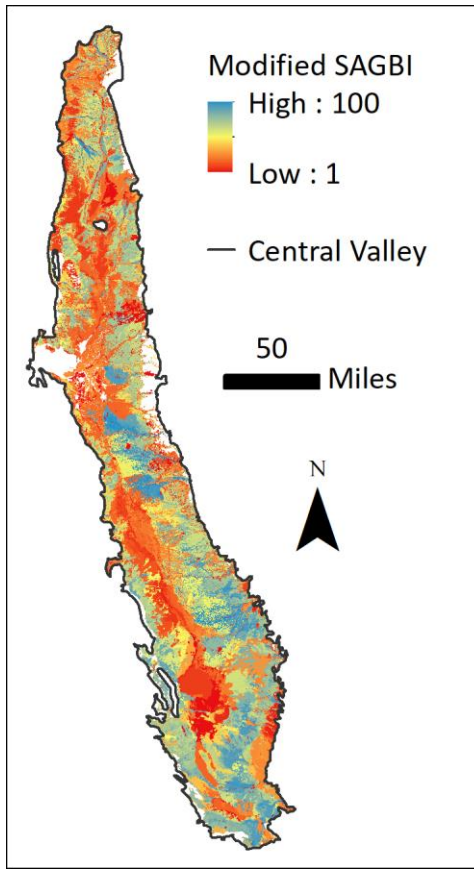 Modified SAGBI
High : 100
Low : 1
Central Valley
50
Miles
N